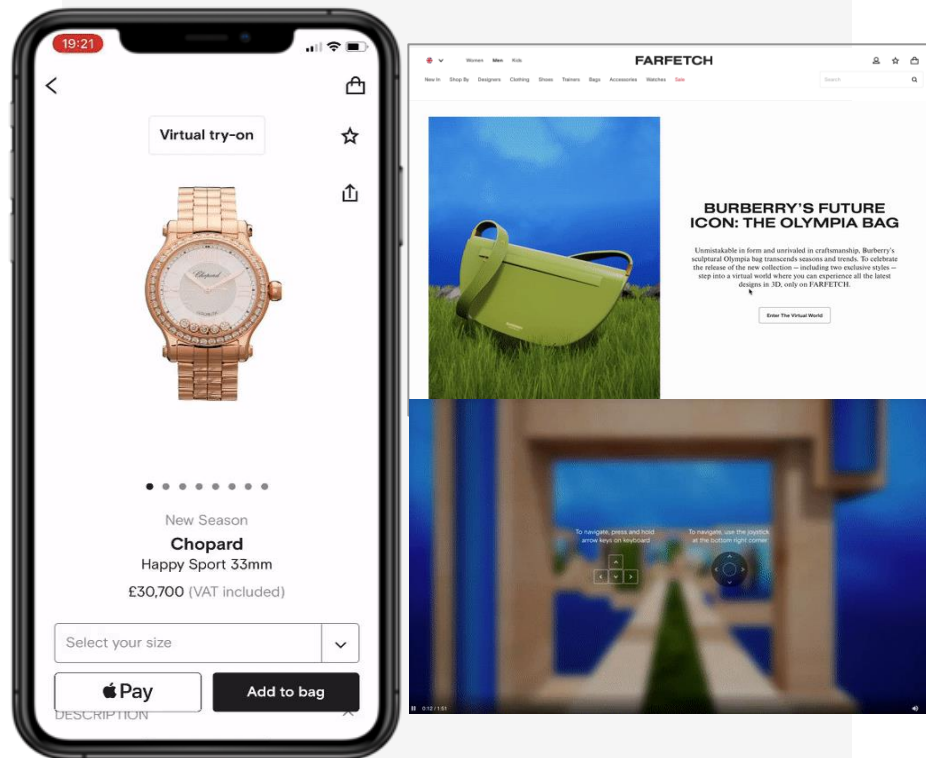 19:21
Virtual try-on
Chopard
New Season
Chopard
Happy Sport 33mm
£30,700 (VAT included)
Select your size
Pay
Add to bag
DESCRIPTION
Women Men Kids
FARFETCH
New In Shop By Designers Clothing Shoes Trainers Bags Accessories Watches Sale
Search
BURBERRY'S FUTURE
ICON: THE OLYMPIA BAG
Unmistakable in form and unrivaled in craftsmanship, Burberry's
sculptural Olympia bag transcends seasons and trends. To celebrate
the release of the new collection — including two exclusive styles —
step into a virtual world where you can experience all the latest
designs in 3D, only on FARFETCH.
Enter The Virtual World
To navigate, press and hold
arrow keys on keyboard
To navigate, use the joystick
at the bottom right corner
0:12 / 1:51